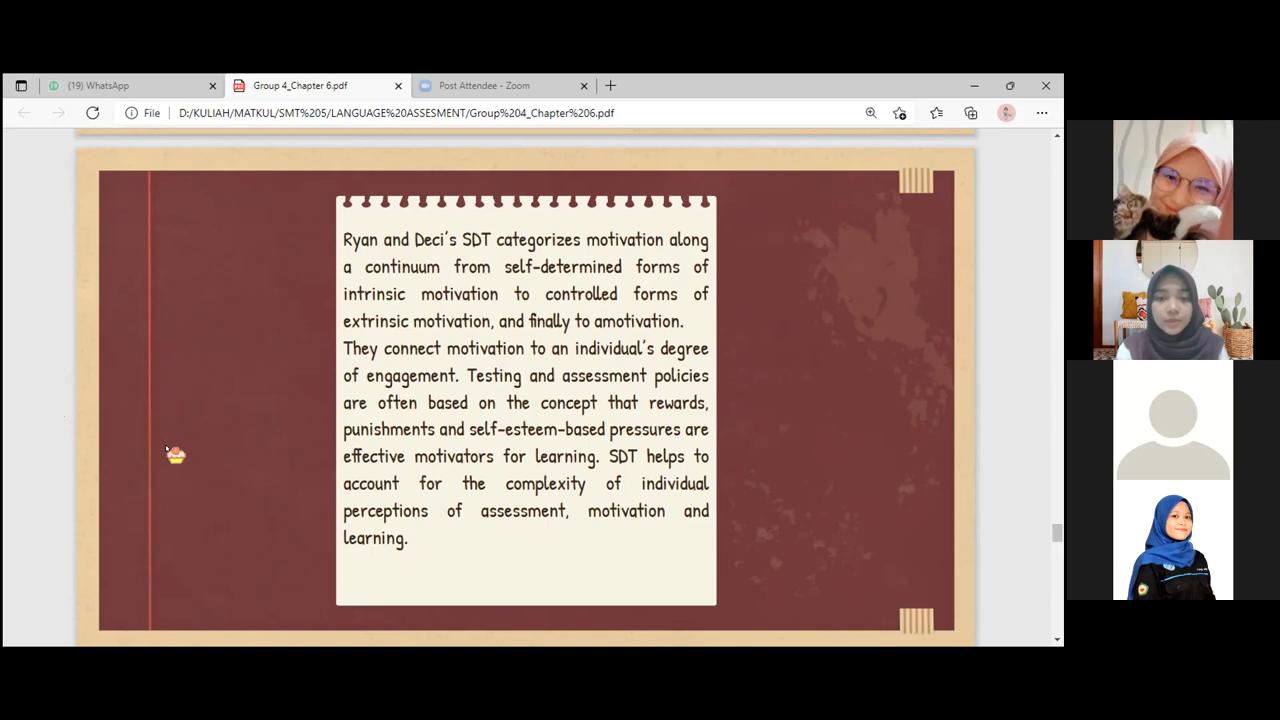 (19) WhatsApp
Group 4_Chapter 6.pdf
Post Attendee - Zoom
File
D:/KULIAH/MATKUL/SMT%205/LANGUAGE%20ASSESMENT/Group%204_Chapter%206.pdf
Ryan and Deci's SDT categorizes motivation along
a continuum from self-determined forms of
intrinsic motivation to controlled forms of
extrinsic motivation, and finally to amotivation.
They connect motivation to an individual's degree
of engagement. Testing and assessment policies
are often based on the concept that rewards,
punishments and self-esteem-based pressures are
effective motivators for learning. SDT helps to
account for the complexity of individual
perceptions of assessment, motivation and
learning.